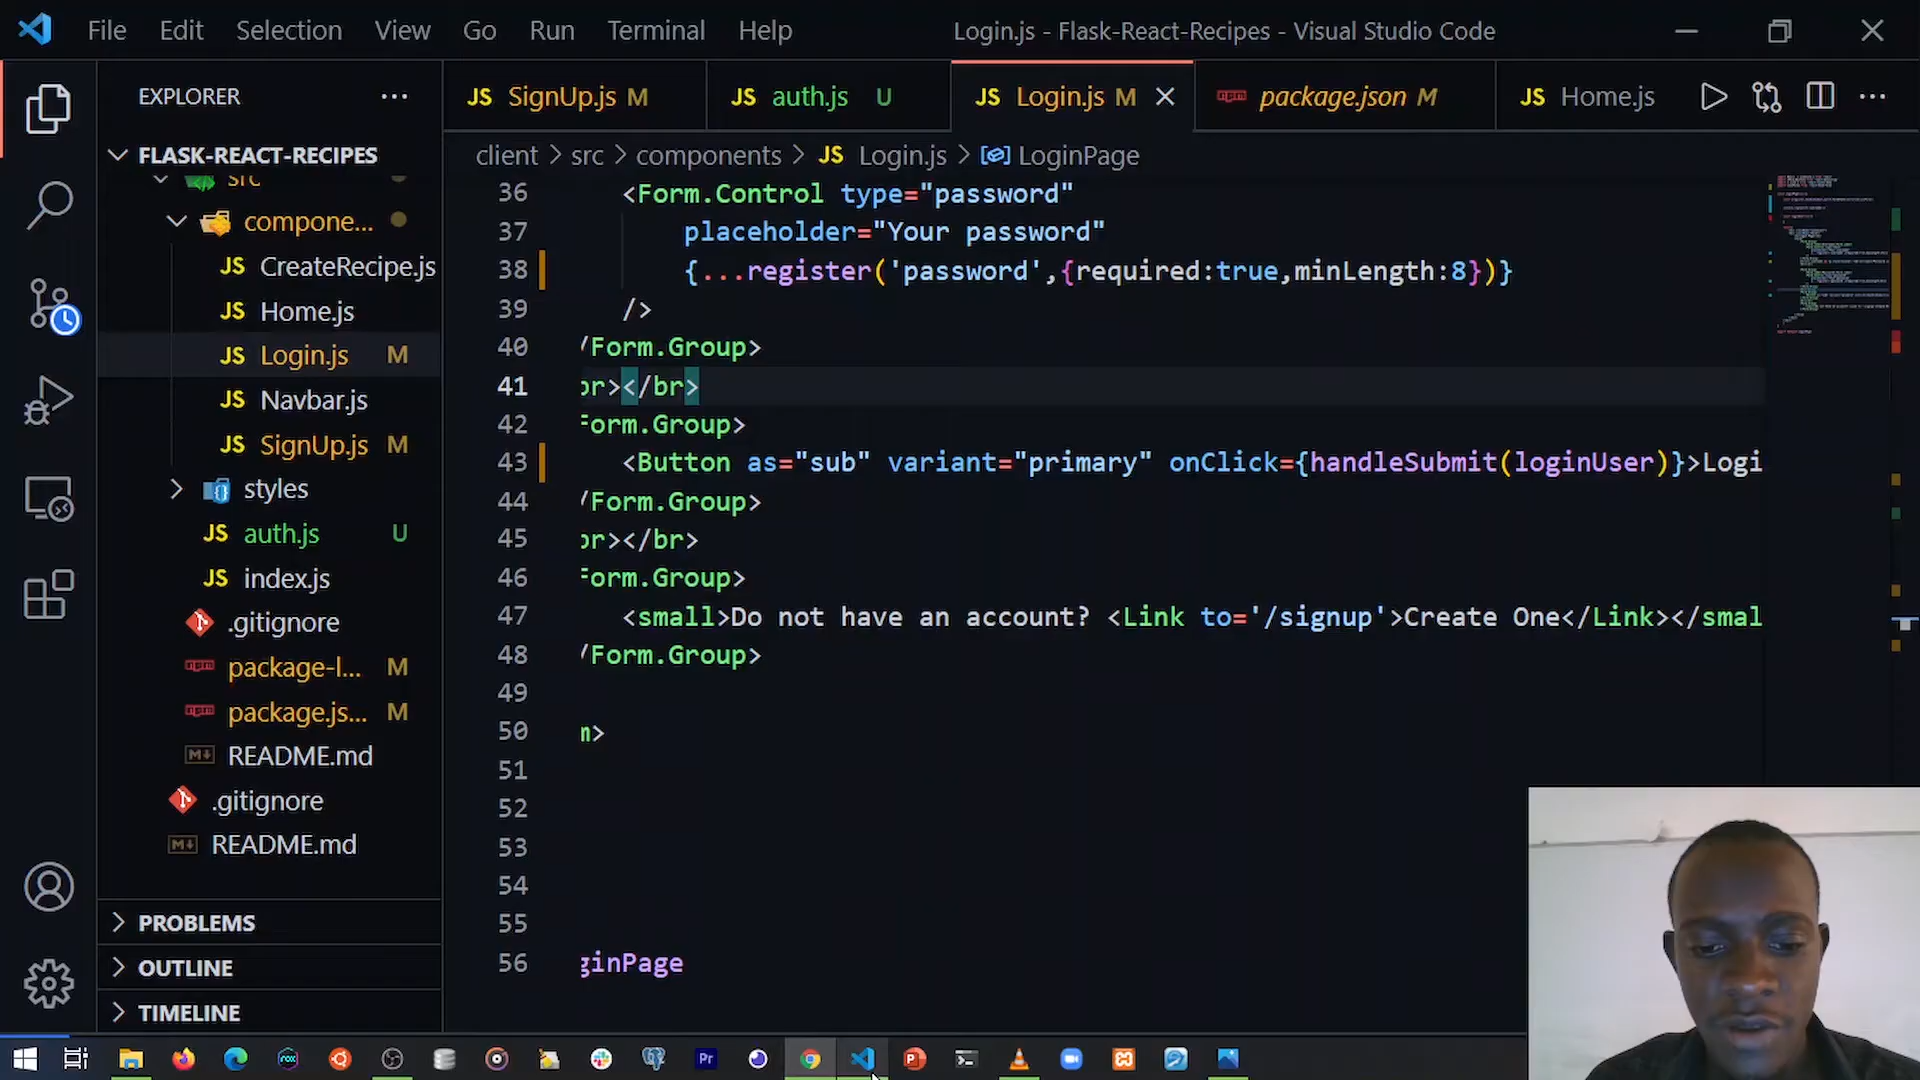 File Edit Selection View Go Run Terminal Help
Login.js - Flask-React-Recipes - Visual Studio Code
EXPLORER
FLASK-REACT-RECIPES
src
compone...
JS CreateRecipe.js
JS Home.js
JS Login.js M
JS Navbar.js
JS SignUp.js M
styles
JS auth.js U
JS index.js
.gitignore
package-l... M
package.js... M
README.md
.gitignore
README.md
PROBLEMS
OUTLINE
TIMELINE
JS SignUp.js M
JS auth.js U
JS Login.js M
package.json M
JS Home.js
client > src > components > JS Login.js > LoginPage
36 <Form.Control type="password"
37 placeholder="Your password"
38 {...register('password',{required:true,minLength:8})}
39 />
40 /Form.Group>
41 br></br>
42 Form.Group>
43 <Button as="sub" variant="primary" onClick={handleSubmit(loginUser)}>Logi
44 /Form.Group>
45 br></br>
46 Form.Group>
47 <small>Do not have an account? <Link to='/signup'>Create One</Link></smal
48 /Form.Group>
49
50 m>
51
52
53
54
55
56 ginPage